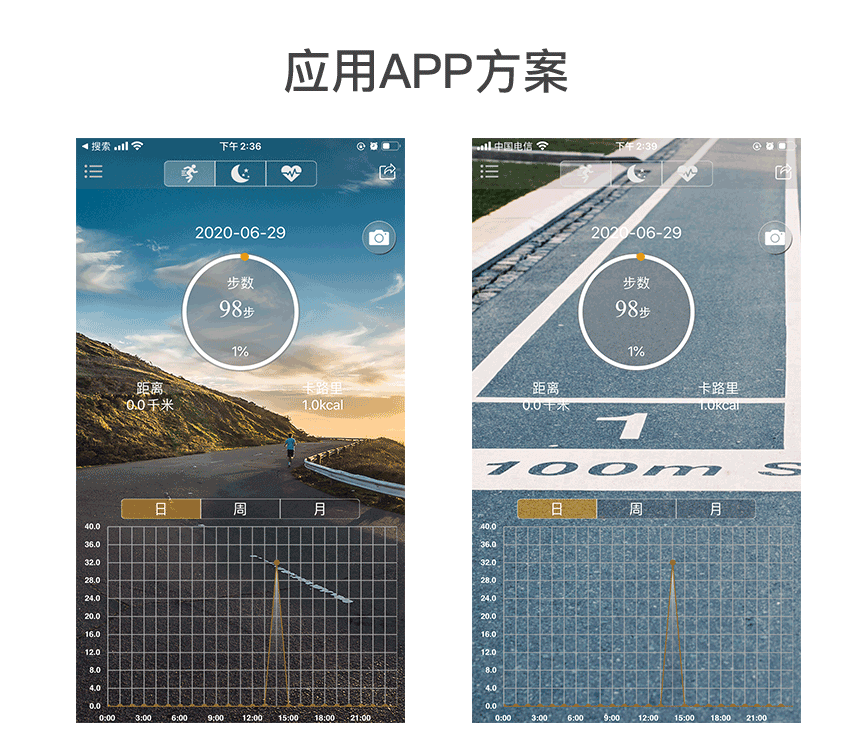 应用APP方案
搜索
下午2:36
2020-06-29
步数
98步
1%
距离
卡路里
0.0千米
1.0kcal
日
周
月
40.0
36.0
32.0
28.0
24.0
20.0
16.0
12.0
8.0
4.0
0.0
0:00 3:00 6:00 9:00 12:00 15:00 18:00 21:00
中国电信
下午2:39
2020-06-29
步数
98步
1%
距离
卡路里
0.0千米
1.0kcal
1
100m S
日
周
月
40.0
36.0
32.0
28.0
24.0
20.0
16.0
12.0
8.0
4.0
0.0
0:00 3:00 6:00 9:00 12:00 15:00 18:00 21:00